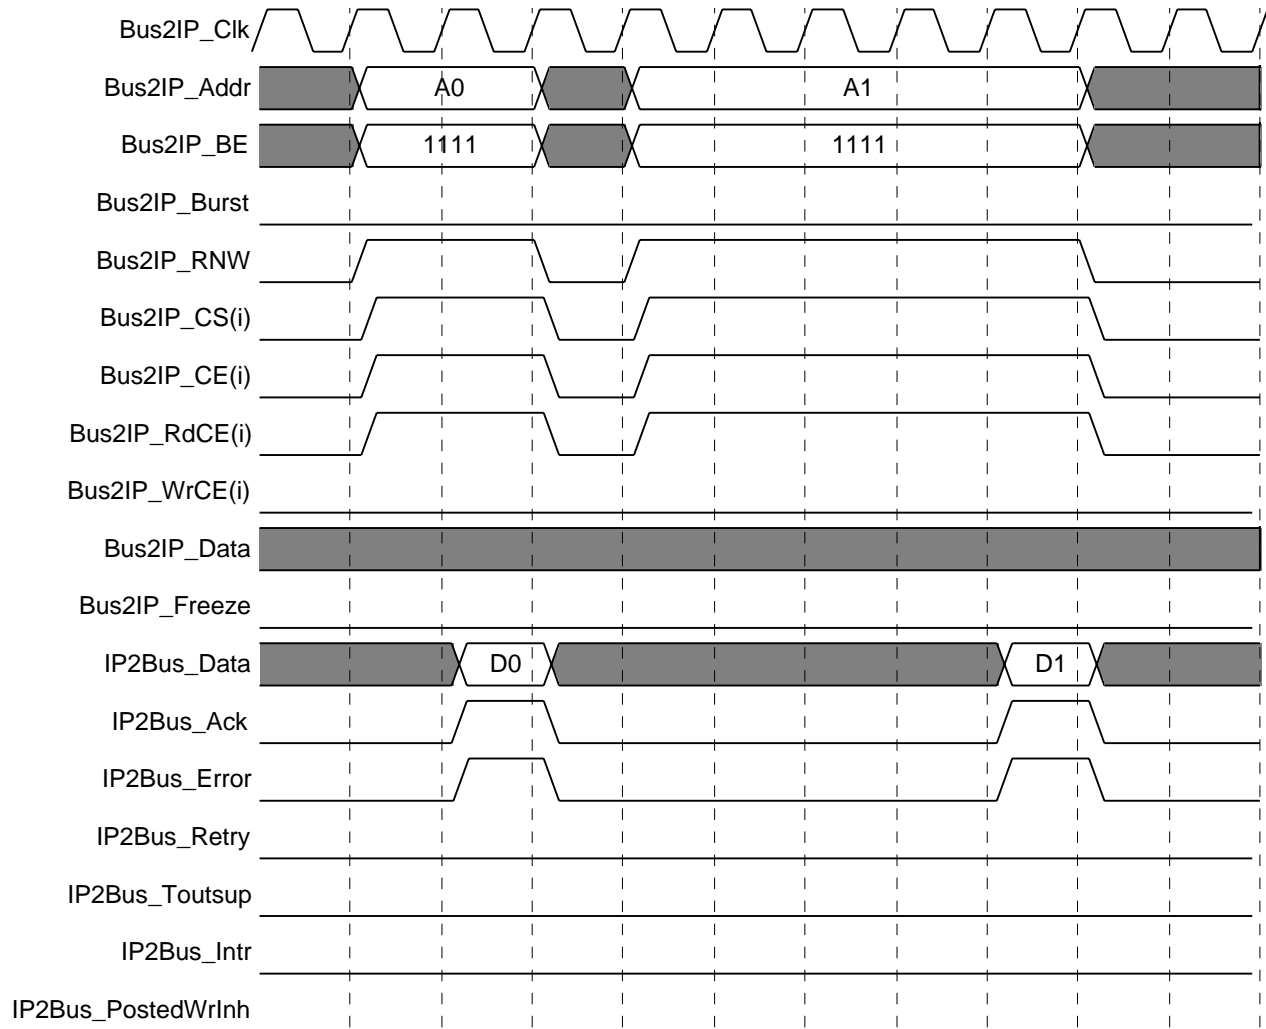 Bus2IP_Clk
Bus2IP_Addr A0 A1
Bus2IP_BE 1111 1111
Bus2IP_Burst
Bus2IP_RNW
Bus2IP_CS(i)
Bus2IP_CE(i)
Bus2IP_RdCE(i)
Bus2IP_WrCE(i)
Bus2IP_Data
Bus2IP_Freeze
IP2Bus_Data D0 D1
IP2Bus_Ack
IP2Bus_Error
IP2Bus_Retry
IP2Bus_Toutsup
IP2Bus_Intr
IP2Bus_PostedWrInh